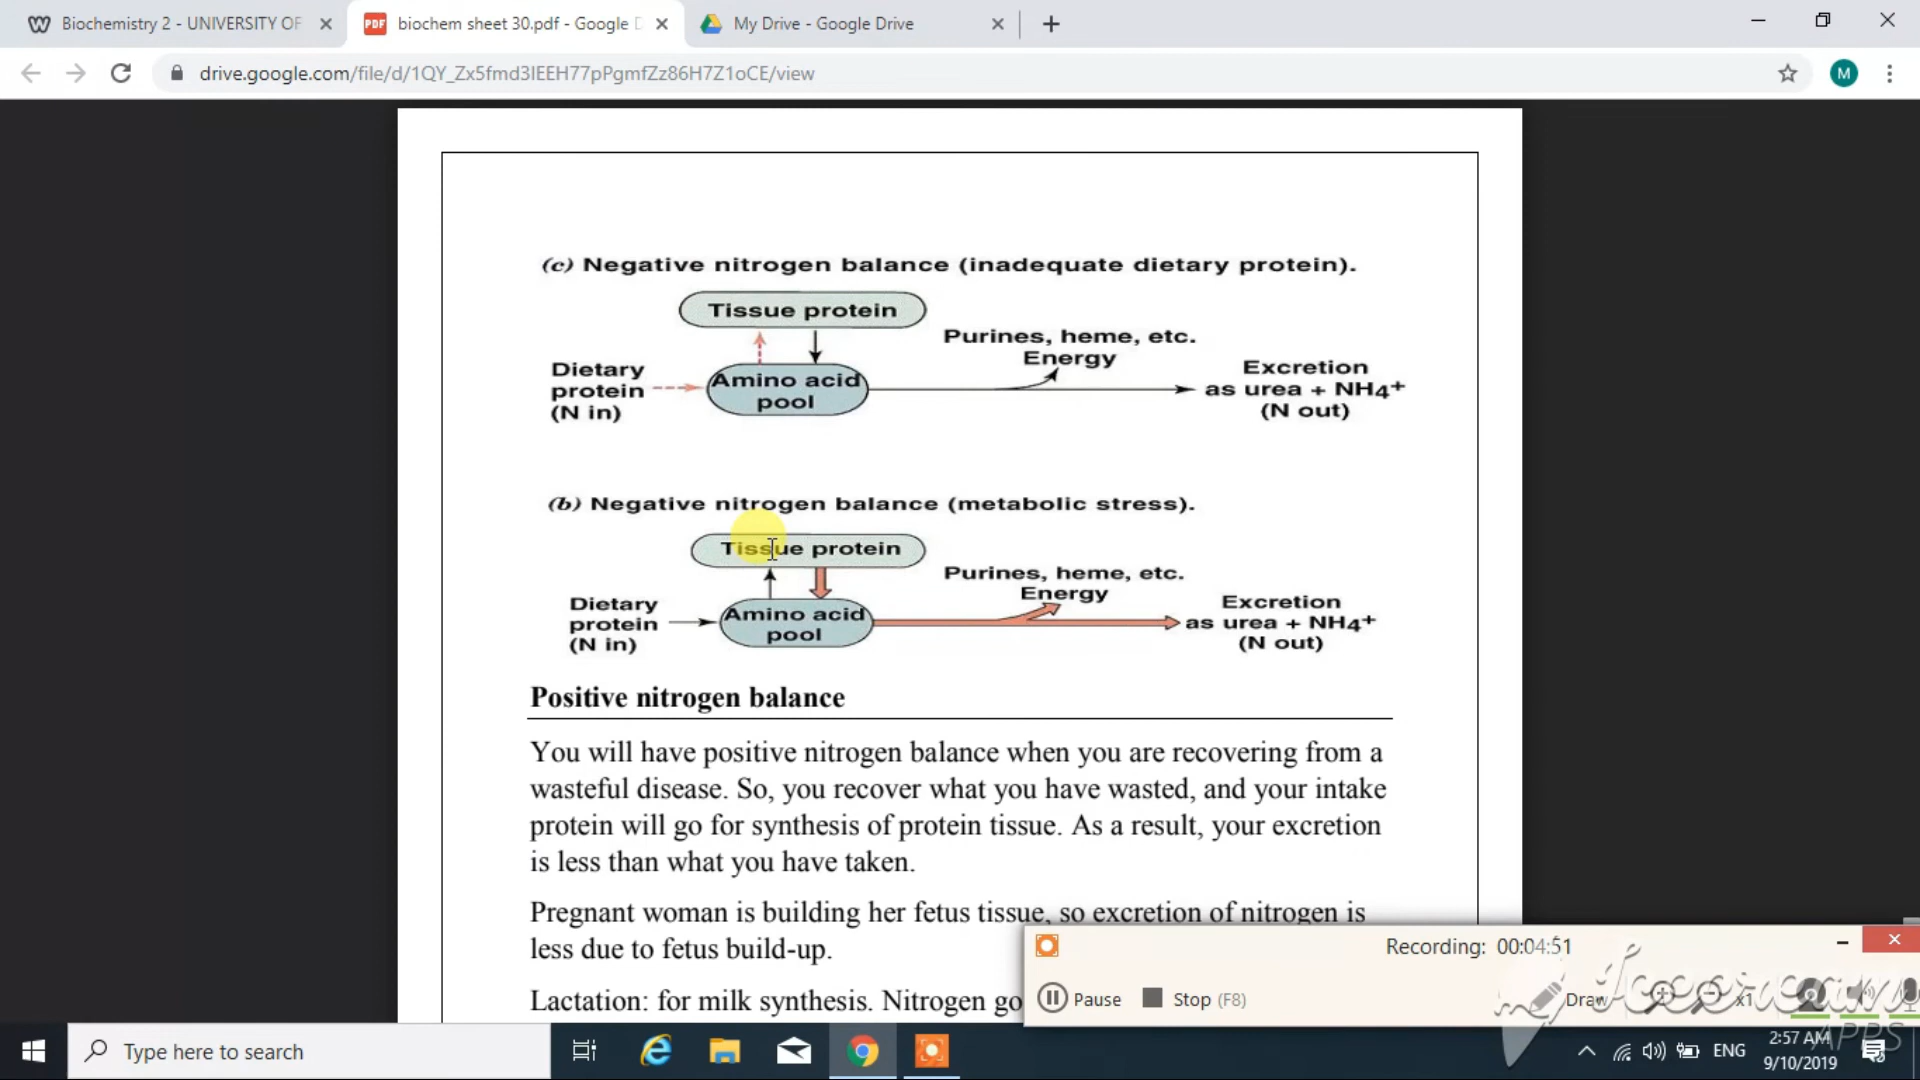 Biochemistry 2 - UNIVERSITY OF
biochem sheet 30.pdf - Google D
My Drive - Google Drive
drive.google.com/file/d/1QY_Zx5fmd3IEEH77pPgmfZz86H7Z1oCE/view
M
(c) Negative nitrogen balance (inadequate dietary protein).
Tissue protein
Purines, heme, etc.
Energy
Dietary
protein
(N in)
Amino acid
pool
Excretion
as urea + NH4+
(N out)
(b) Negative nitrogen balance (metabolic stress).
Tissue protein
Purines, heme, etc.
Energy
Dietary
protein
(N in)
Amino acid
pool
Excretion
as urea + NH4+
(N out)
Positive nitrogen balance
You will have positive nitrogen balance when you are recovering from a
wasteful disease. So, you recover what you have wasted, and your intake
protein will go for synthesis of protein tissue. As a result, your excretion
is less than what you have taken.
Pregnant woman is building her fetus tissue, so excretion of nitrogen is
less due to fetus build-up.
Lactation: for milk synthesis. Nitrogen go
Recording: 00:04:51
Pause
Stop (F8)
Draw
x1
APPS
Type here to search
ENG
2:57 AM
9/10/2019